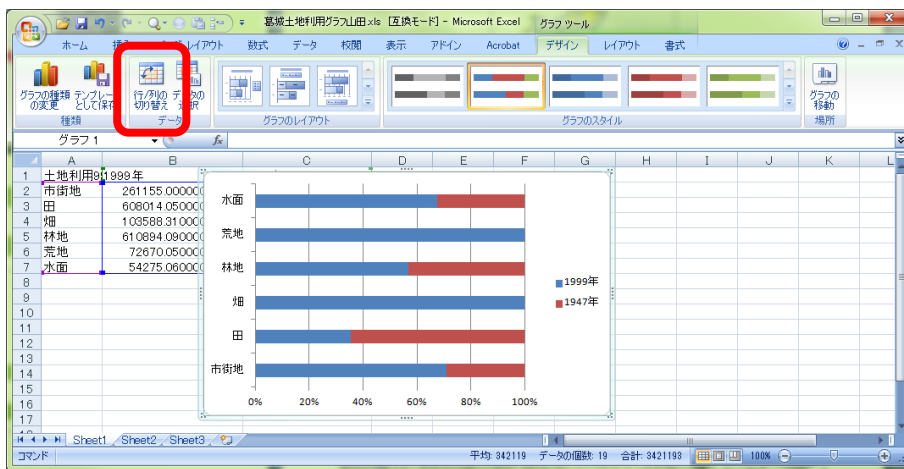 葛城土地利用グラフ山田.xls [互換モード] - Microsoft Excel
グラフ ツール
ホーム
レイアウト
数式
データ
校閲
表示
アドイン
Acrobat
デザイン
レイアウト
書式
グラフの種類
の変更
テンプレー
として保存
行/列の
切り替え
データの
選択
グラフの
移動
種類
データ
グラフのレイアウト
グラフのスタイル
場所
グラフ 1
fx
A B C D E F G H I J K L
1 土地利用9 1999年
2 市街地 261155.00000
3 田 608014.05000
4 畑 103588.31000
5 林地 610894.09000
6 荒地 72670.05000
7 水面 54275.06000
8
9
10
11
12
13
14
15
16
17
水面
荒地
林地
畑
田
市街地
0% 20% 40% 60% 80% 100%
1999年
1947年
Sheet1 Sheet2 Sheet3
コマンド
平均: 342119 データの個数: 19 合計: 3421193
100%